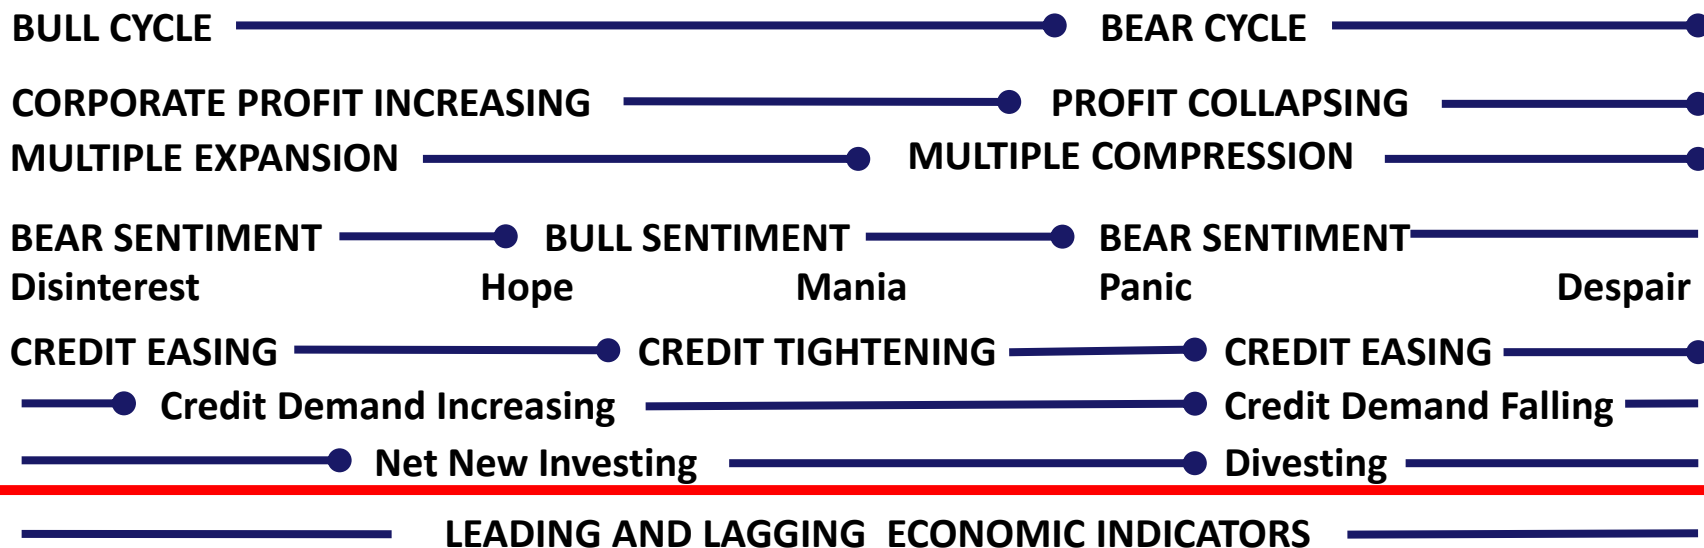 BULL CYCLE BEAR CYCLE
CORPORATE PROFIT INCREASING PROFIT COLLAPSING
MULTIPLE EXPANSION MULTIPLE COMPRESSION
BEAR SENTIMENT BULL SENTIMENT BEAR SENTIMENT
Disinterest Hope Mania Panic Despair
CREDIT EASING CREDIT TIGHTENING CREDIT EASING
Credit Demand Increasing Credit Demand Falling
Net New Investing Divesting
LEADING AND LAGGING ECONOMIC INDICATORS